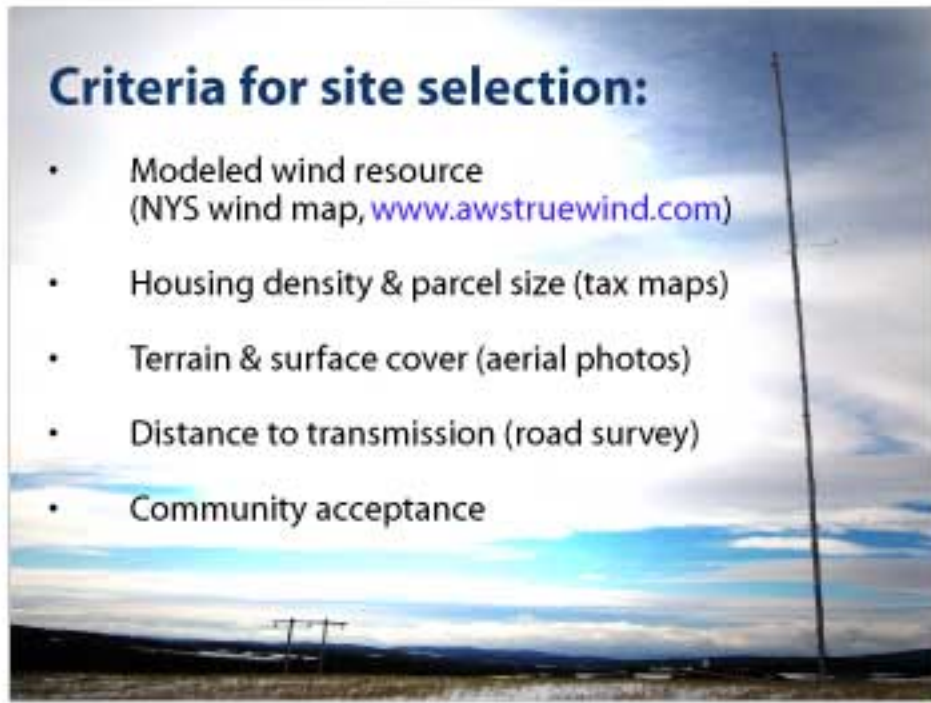 Criteria for site selection:
• Modeled wind resource
(NYS wind map, www.awstruewind.com)
• Housing density & parcel size (tax maps)
• Terrain & surface cover (aerial photos)
• Distance to transmission (road survey)
• Community acceptance